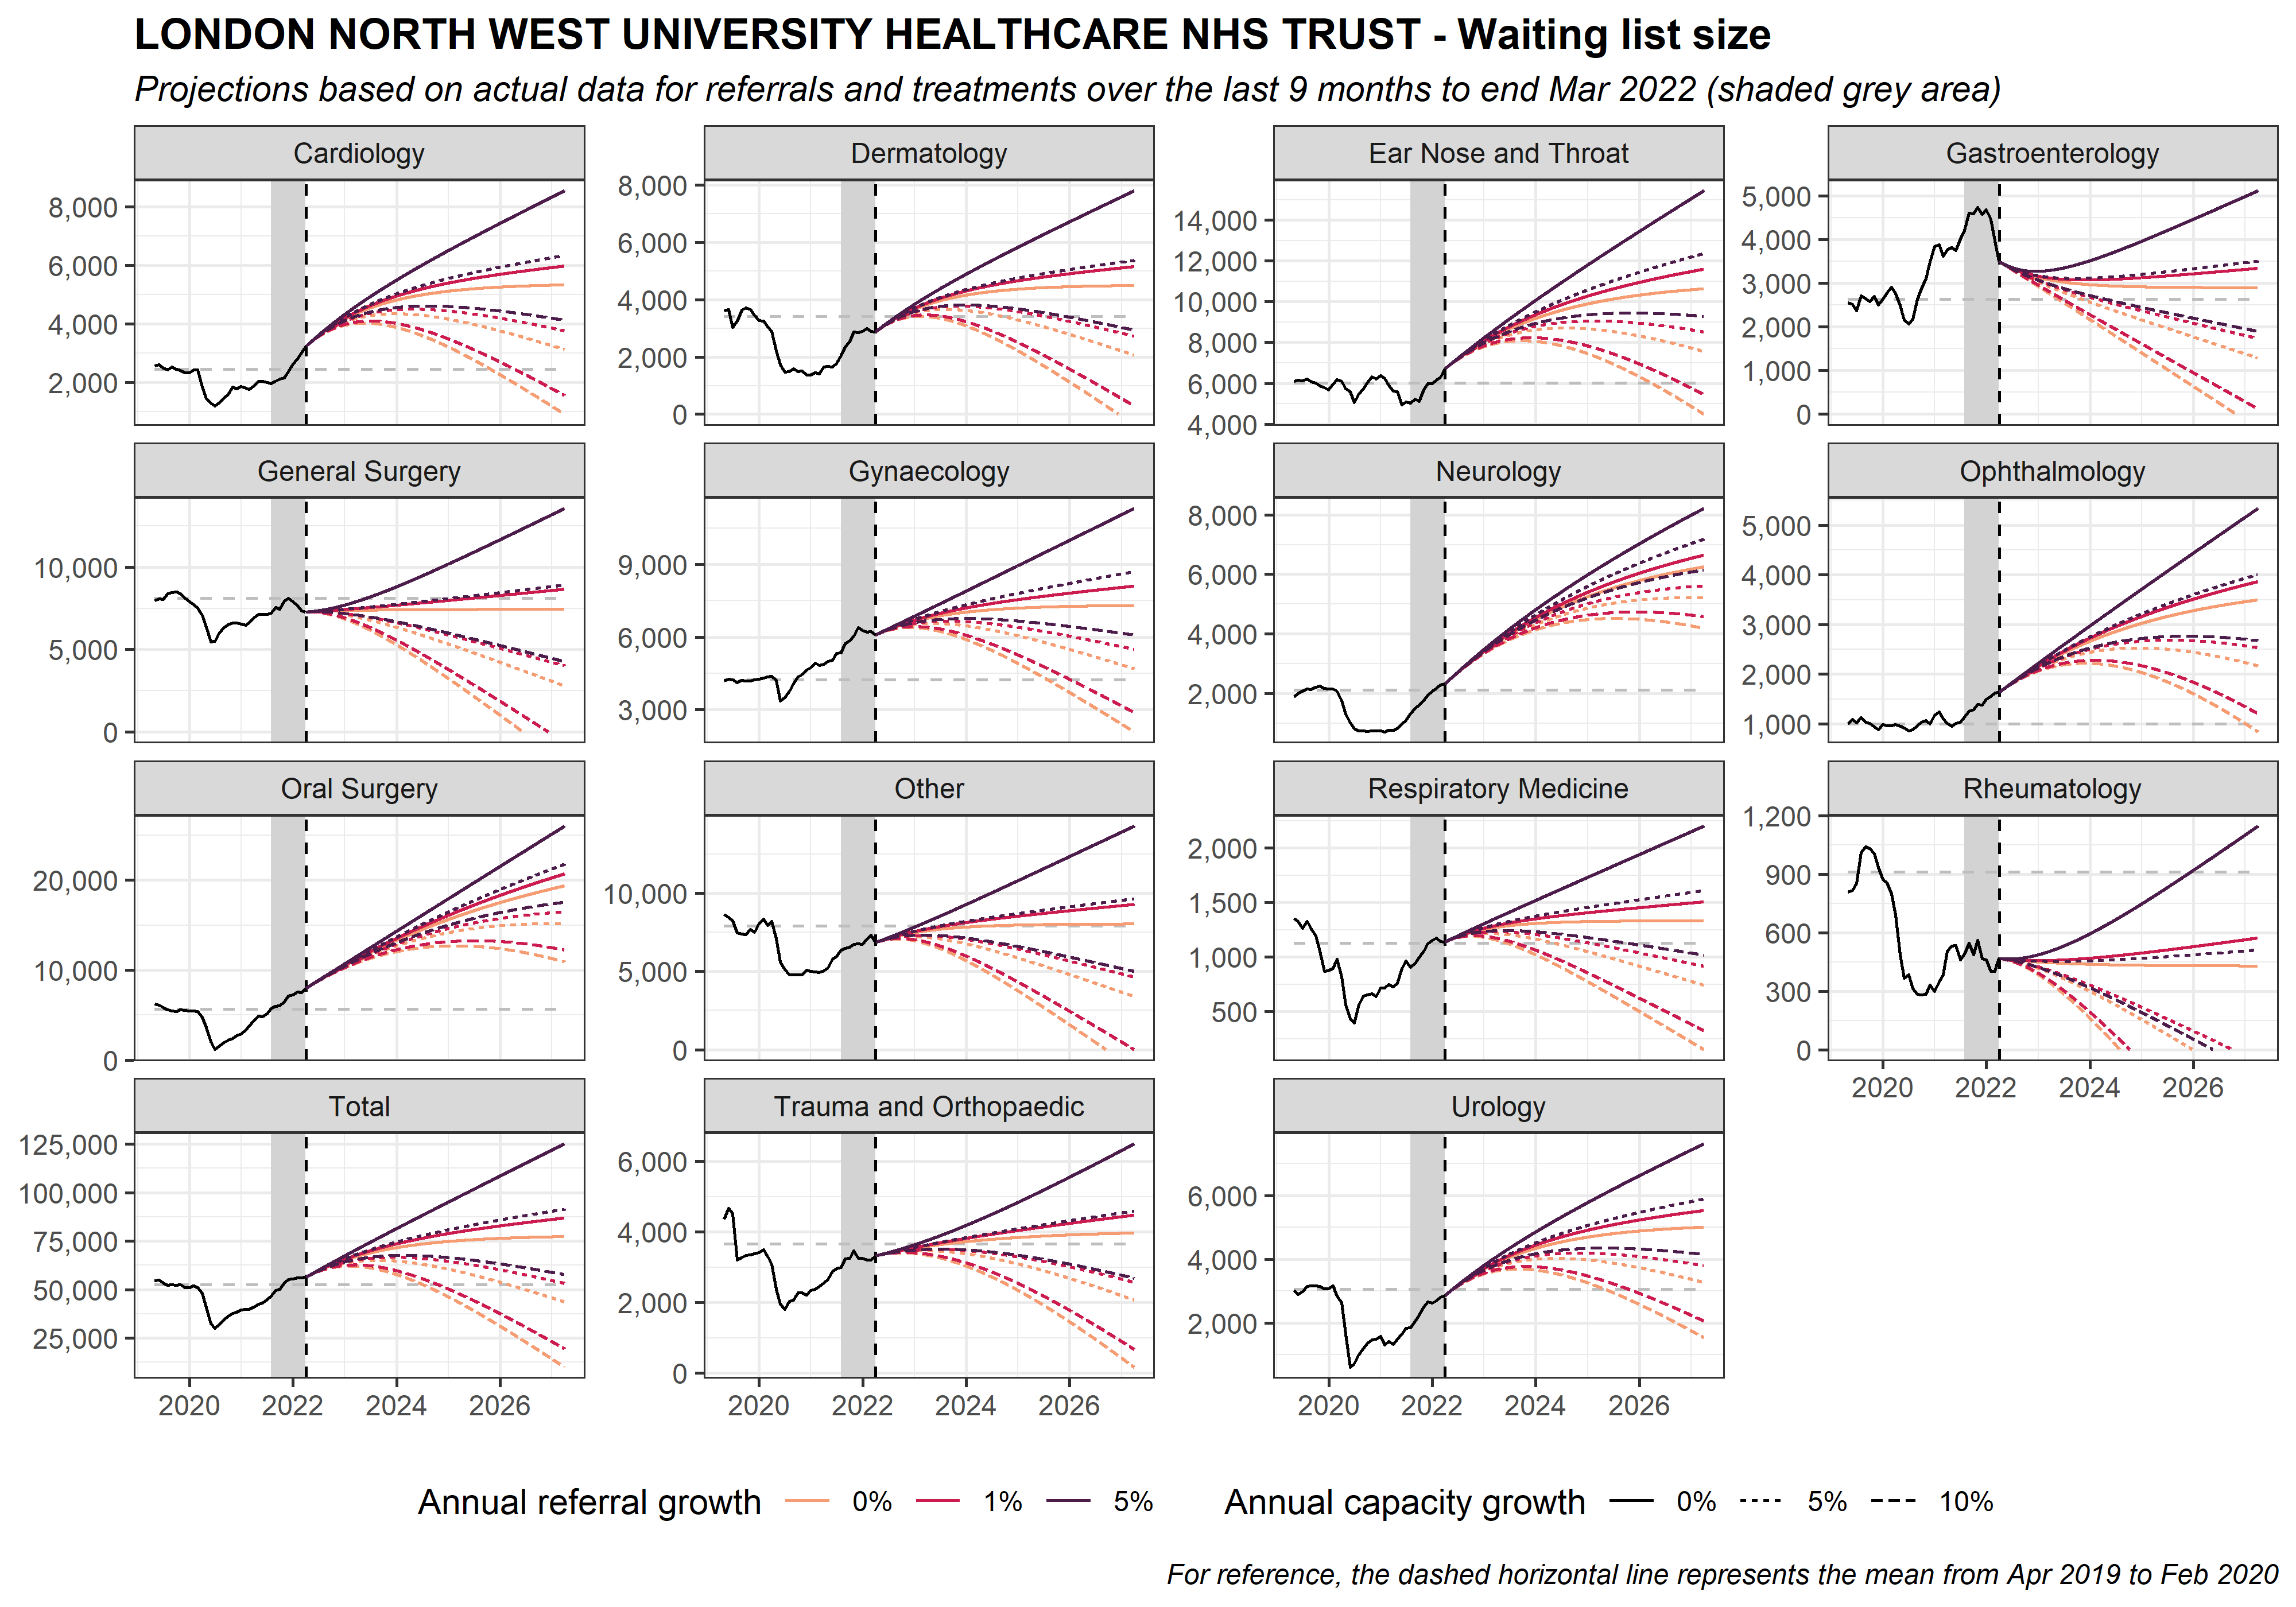 LONDON NORTH WEST UNIVERSITY HEALTHCARE NHS TRUST - Waiting list size
Projections based on actual data for referrals and treatments over the last 9 months to end Mar 2022 (shaded grey area)
Cardiology
8,000
6,000
4,000
2,000
Dermatology
8,000
6,000
4,000
2,000
0
Ear Nose and Throat
14,000
12,000
10,000
8,000
6,000
4,000
Gastroenterology
5,000
4,000
3,000
2,000
1,000
0
General Surgery
10,000
5,000
0
Gynaecology
9,000
6,000
3,000
Neurology
8,000
6,000
4,000
2,000
Ophthalmology
5,000
4,000
3,000
2,000
1,000
Oral Surgery
20,000
10,000
0
Other
10,000
5,000
0
Respiratory Medicine
2,000
1,500
1,000
500
Rheumatology
1,200
900
600
300
0
2020 2022 2024 2026
Total
125,000
100,000
75,000
50,000
25,000
2020 2022 2024 2026
Trauma and Orthopaedic
6,000
4,000
2,000
0
2020 2022 2024 2026
Urology
6,000
4,000
2,000
2020 2022 2024 2026
Annual referral growth 0% 1% 5% Annual capacity growth 0% 5% 10%
For reference, the dashed horizontal line represents the mean from Apr 2019 to Feb 2020